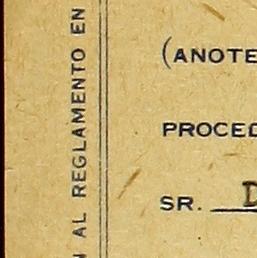 (ANOTE
PROCED
SR. D
N AL REGLAMENTO EN